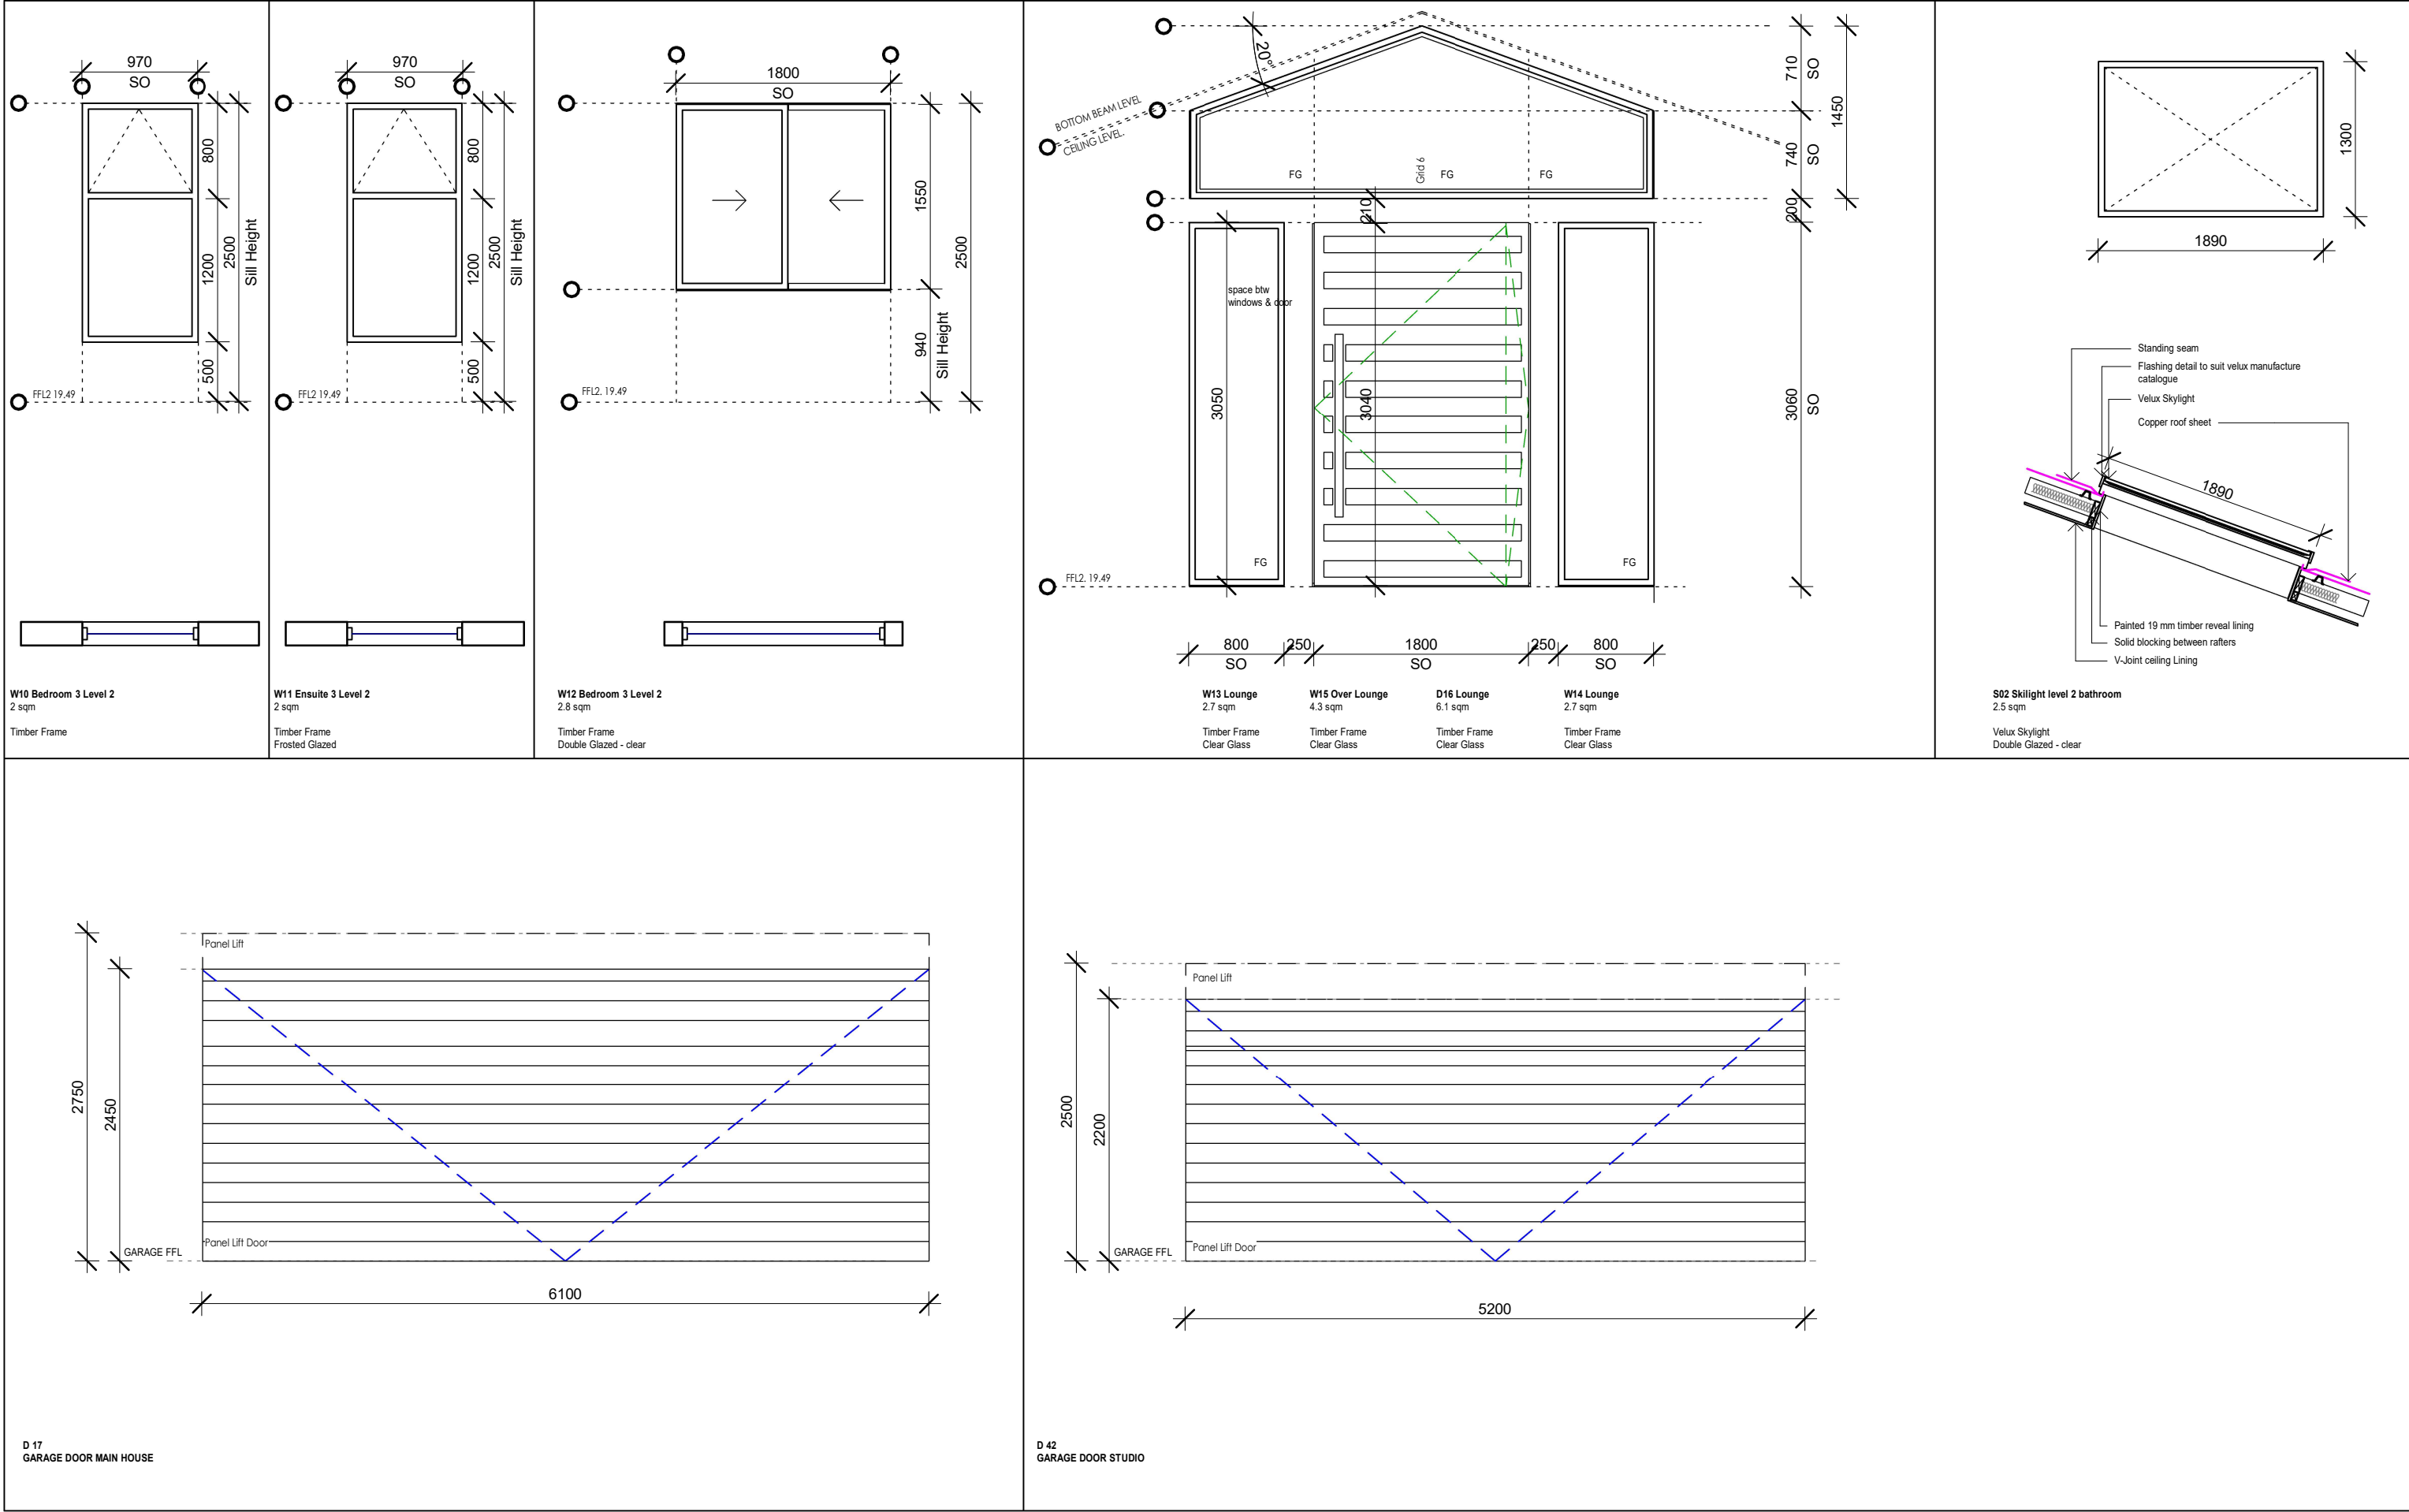 970
SO
800
1200
500
2500
Sill Height
FFL2 19.49
W10 Bedroom 3 Level 2
2 sqm
Timber Frame
970
SO
800
1200
500
2500
Sill Height
FFL2 19.49
W11 Ensuite 3 Level 2
2 sqm
Timber Frame
Frosted Glazed
1800
SO
1550
940
Sill Height
2500
FFL2. 19.49
W12 Bedroom 3 Level 2
2.8 sqm
Timber Frame
Double Glazed - clear
20°
BOTTOM BEAM LEVEL
CEILING LEVEL.
710
SO
740
SO
1450
200
Grid 6
FG
FG
FG
210
space btw
windows & door
3050
3040
3060
SO
FG
FG
FFL2. 19.49
800
SO
250
1800
SO
250
800
SO
W13 Lounge
2.7 sqm
Timber Frame
Clear Glass
W15 Over Lounge
4.3 sqm
Timber Frame
Clear Glass
D16 Lounge
6.1 sqm
Timber Frame
Clear Glass
W14 Lounge
2.7 sqm
Timber Frame
Clear Glass
1300
1890
Standing seam
Flashing detail to suit velux manufacture
catalogue
Velux Skylight
Copper roof sheet
1890
Painted 19 mm timber reveal lining
Solid blocking between rafters
V-Joint ceiling Lining
S02 Skilight level 2 bathroom
2.5 sqm
Velux Skylight
Double Glazed - clear
Panel Lift
2750
2450
Panel Lift Door
GARAGE FFL
6100
D 17
GARAGE DOOR MAIN HOUSE
Panel Lift
2500
2200
Panel Lift Door
GARAGE FFL
5200
D 42
GARAGE DOOR STUDIO